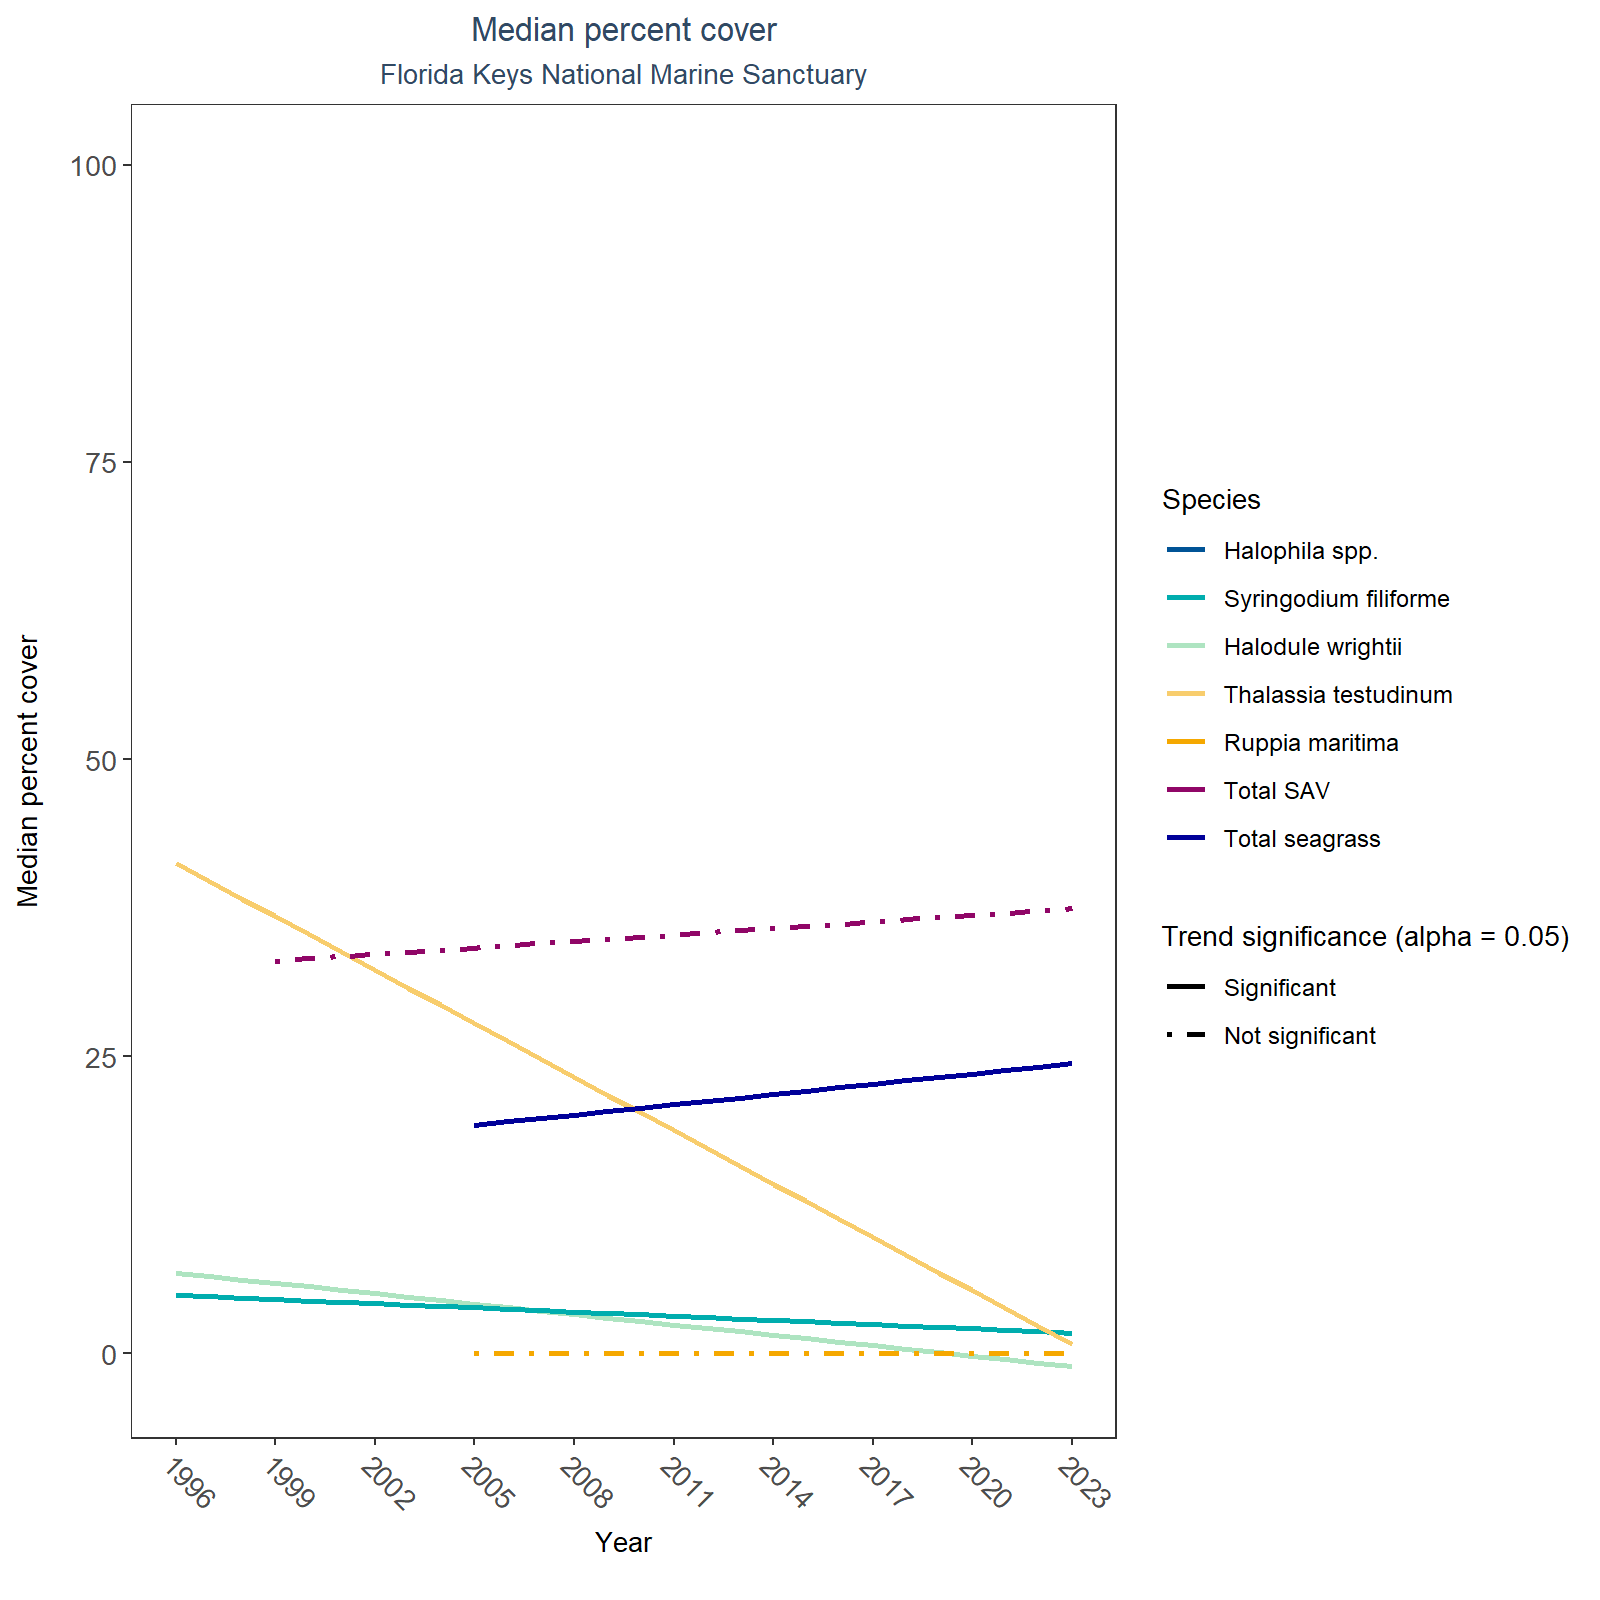 Median percent cover
Florida Keys National Marine Sanctuary
Median percent cover
100
75
50
25
0
1996
1999
2002
2005
2008
2011
2014
2017
2020
2023
Year
Species
Halophila spp.
Syringodium filiforme
Halodule wrightii
Thalassia testudinum
Ruppia maritima
Total SAV
Total seagrass
Trend significance (alpha = 0.05)
Significant
Not significant